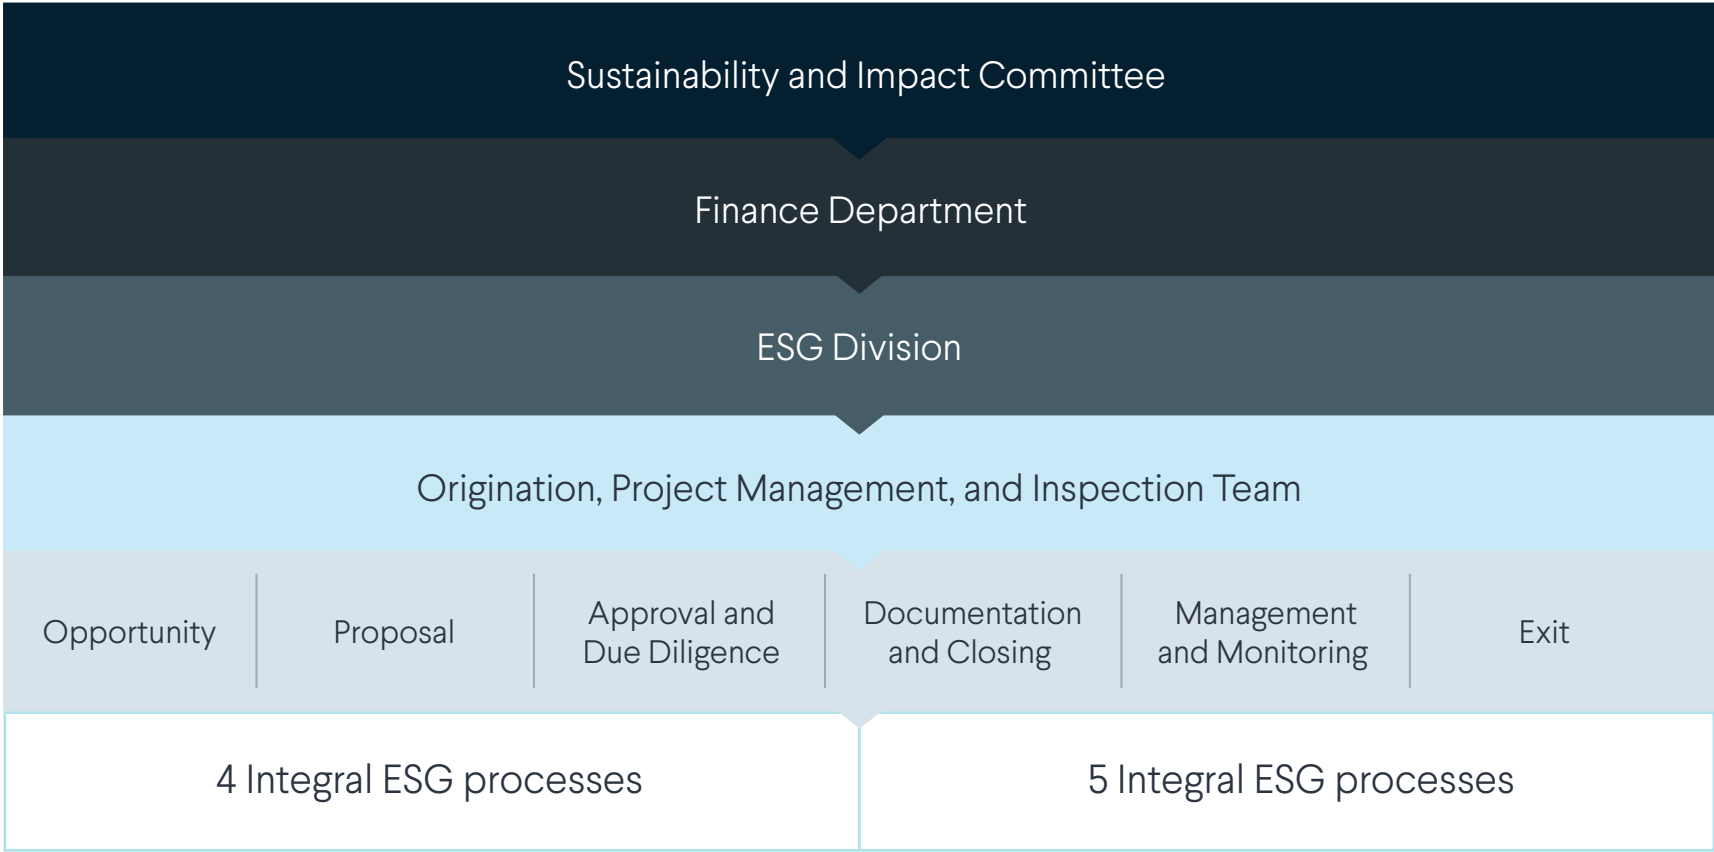 Sustainability and Impact Committee
Finance Department
ESG Division
Origination, Project Management, and Inspection Team
Opportunity
Proposal
Approval and
Due Diligence
Documentation
and Closing
Management
and Monitoring
Exit
4 Integral ESG processes
5 Integral ESG processes